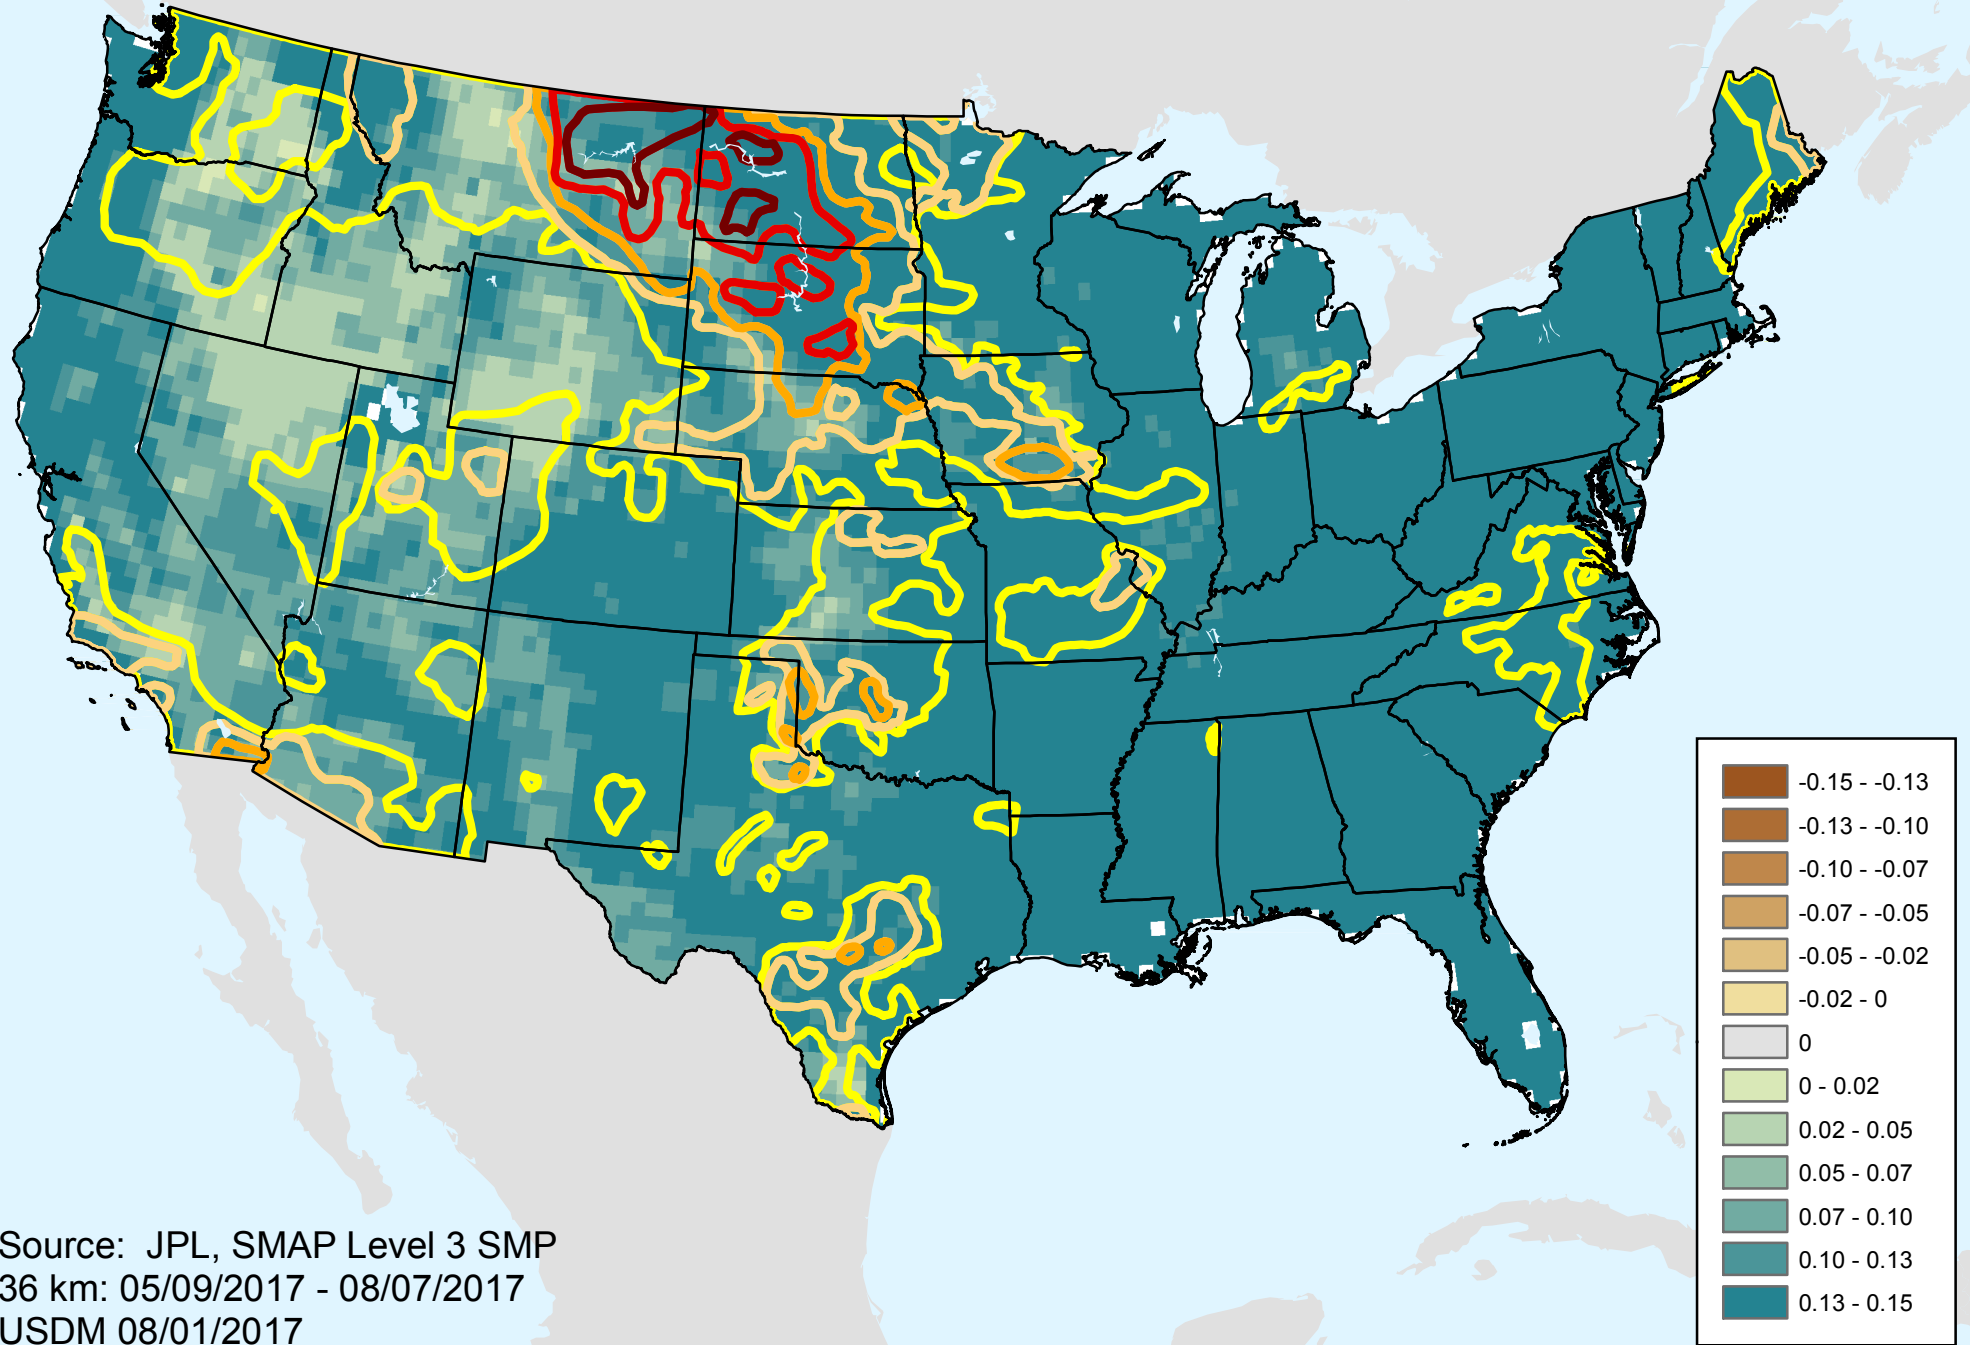 -0.15 - -0.13
-0.13 - -0.10
-0.10 - -0.07
-0.07 - -0.05
-0.05 - -0.02
-0.02 - 0
0
0 - 0.02
0.02 - 0.05
0.05 - 0.07
0.07 - 0.10
0.10 - 0.13
0.13 - 0.15
Source: JPL, SMAP Level 3 SMP
36 km: 05/09/2017 - 08/07/2017
USDM 08/01/2017